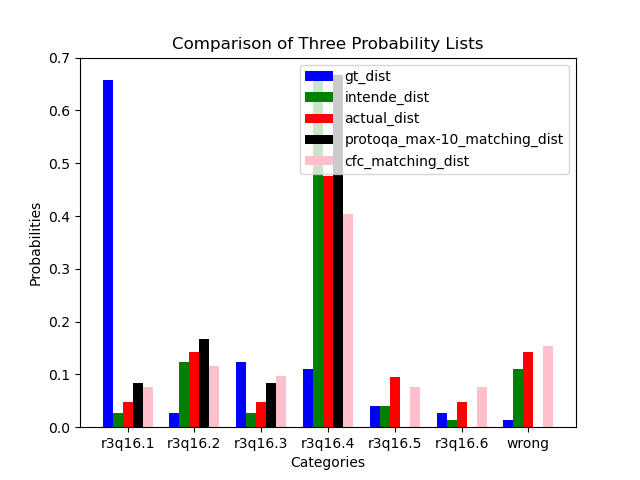 Comparison of Three Probability Lists
gt_dist
intende_dist
actual_dist
protoqa_max-10_matching_dist
cfc_matching_dist
0.7
0.6
0.5
0.4
0.3
0.2
0.1
0.0
Probabilities
r3q16.1 r3q16.2 r3q16.3 r3q16.4 r3q16.5 r3q16.6 wrong
Categories